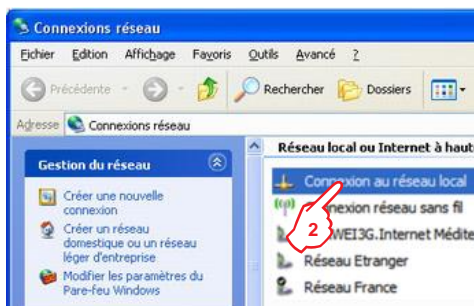 Connexions réseau
Eichier Edition Affichage Favoris Outils Avancé ?
Précédente Rechercher Dossiers
Adresse Connexions réseau
Gestion du réseau
Créer une nouvelle
connexion
Créer un réseau
domestique ou un réseau
léger d'entreprise
Modifier les paramètres du
Pare-feu Windows
Réseau local ou Internet à haut
Connexion au réseau local
nexion réseau sans fil
WEI3G.Internet Médite
Réseau Etranger
Réseau France
2